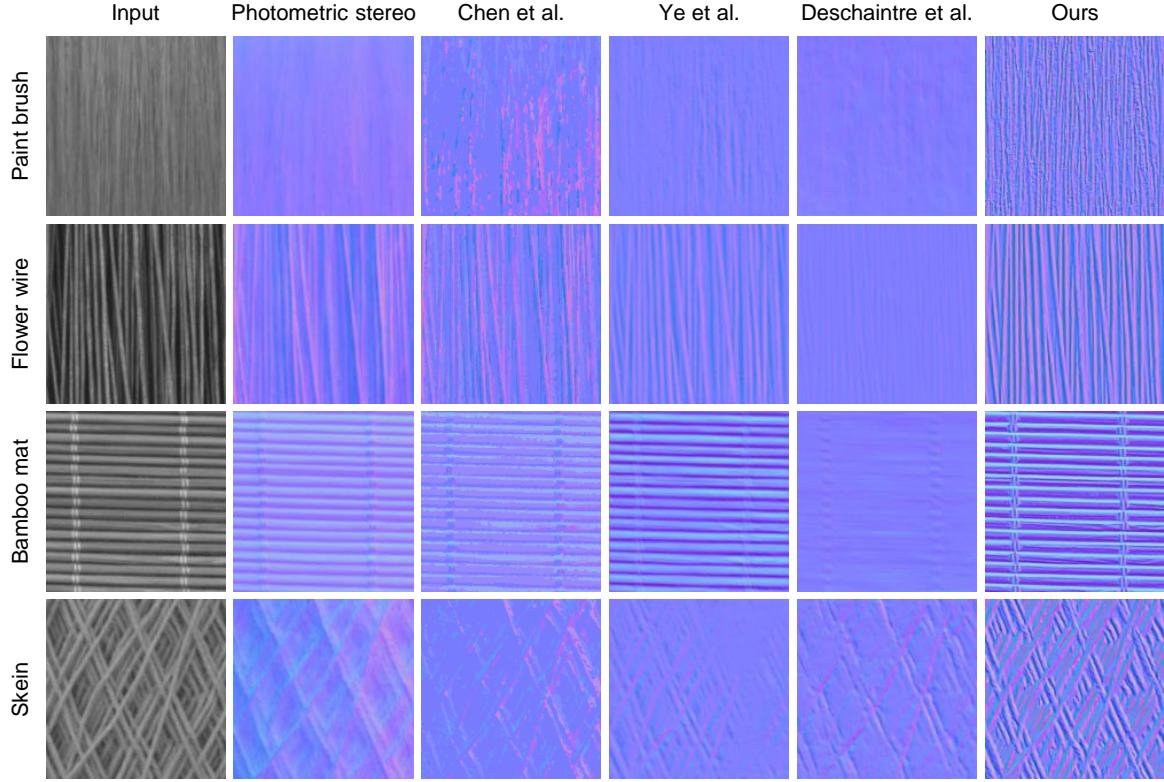 Input
Photometric stereo
Chen et al.
Ye et al.
Deschaintre et al.
Ours
Paint brush
Flower wire
Bamboo mat
Skein